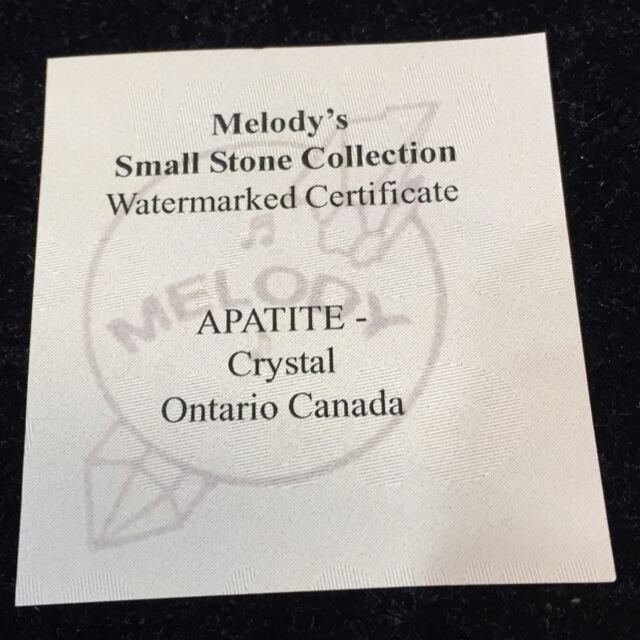 Melody's
Small Stone Collection
Watermarked Certificate
MELODY
APATITE -
Crystal
Ontario Canada